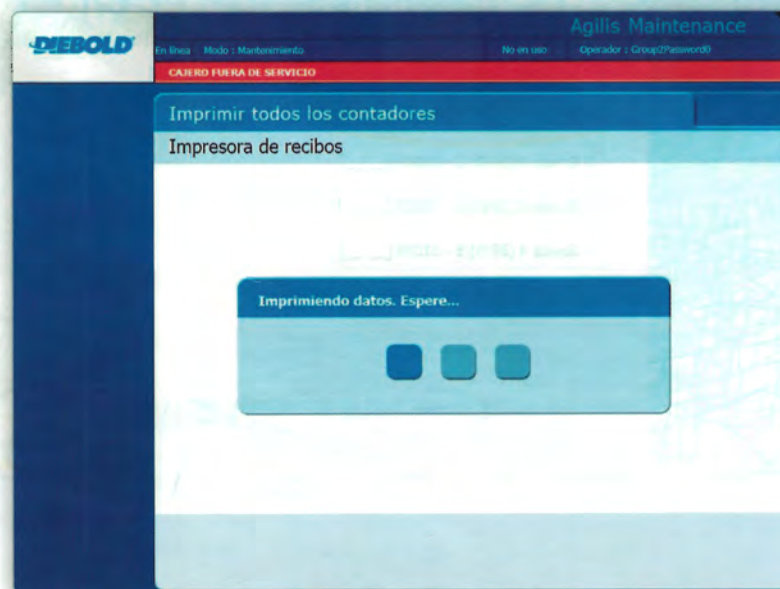 Agilis Maintenance
DIEBOLD
En línea Modo : Mantenimiento No en uso Operador : Group2Password0
CAJERO FUERA DE SERVICIO
Imprimir todos los contadores
Impresora de recibos
Imprimiendo datos. Espere...